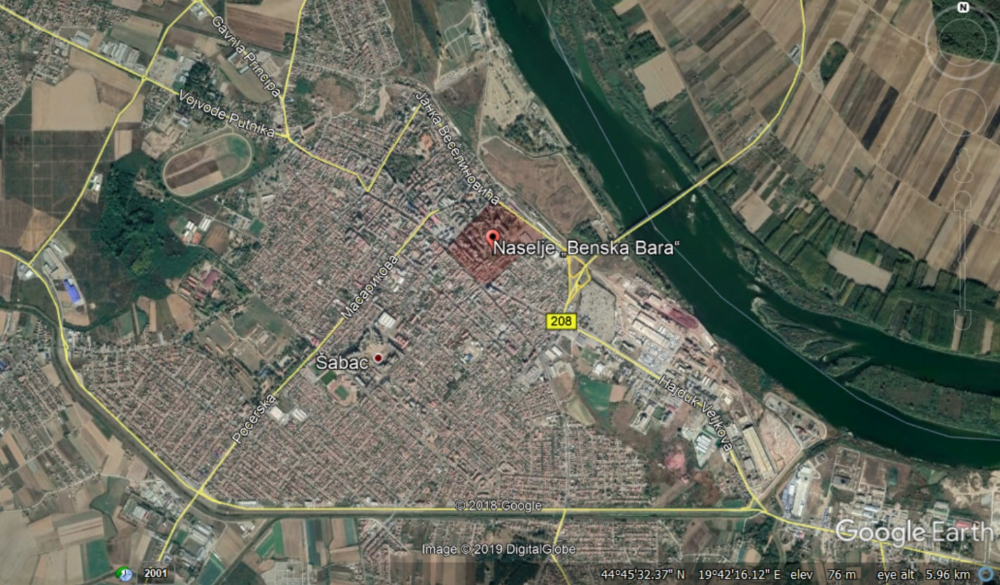 N
Gavrila Principa
Vojvode Putnika
Јанка Веселиновића
Naselje „Benska Bara“
Масарикова
208
Šabac
Hajduk Veljkova
Pocerska
© 2018 Google
Google Earth
Image © 2019 DigitalGlobe
2001
44°45'32.37" N 19°42'16.12" E elev 76 m eye alt 5.96 km